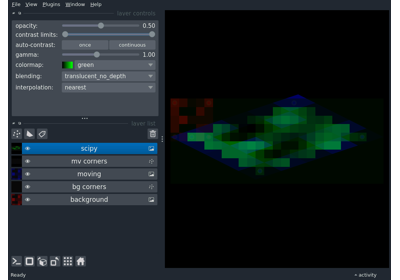 File View Plugins Window Help
layer controls
opacity: 0.50
contrast limits:
auto-contrast: once continuous
gamma: 1.00
colormap: green
blending: translucent_no_depth
interpolation: nearest
layer list
scipy
mv corners
moving
bg corners
background
Ready activity